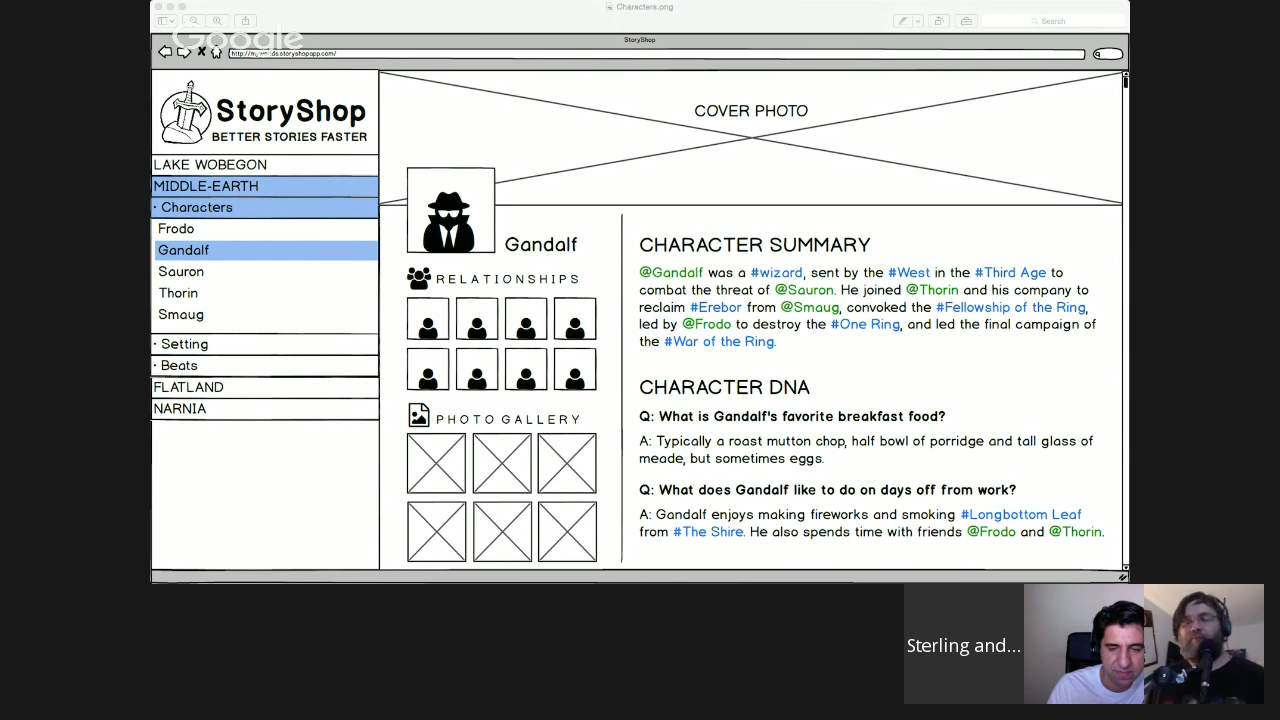 Characters.png
Search
Google
StoryShop
StoryShop
BETTER STORIES FASTER
LAKE WOBEGON
MIDDLE-EARTH
· Characters
Frodo
Gandalf
Sauron
Thorin
Smaug
· Setting
· Beats
FLATLAND
NARNIA
COVER PHOTO
Gandalf
RELATIONSHIPS
PHOTO GALLERY
CHARACTER SUMMARY
@Gandalf was a #wizard, sent by the #West in the #Third Age to
combat the threat of @Sauron. He joined @Thorin and his company to
reclaim #Erebor from @Smaug, convoked the #Fellowship of the Ring,
led by @Frodo to destroy the #One Ring, and led the final campaign of
the #War of the Ring.
CHARACTER DNA
Q: What is Gandalf's favorite breakfast food?
A: Typically a roast mutton chop, half bowl of porridge and tall glass of
meade, but sometimes eggs.
Q: What does Gandalf like to do on days off from work?
A: Gandalf enjoys making fireworks and smoking #Longbottom Leaf
from #The Shire. He also spends time with friends @Frodo and @Thorin.
Sterling and...